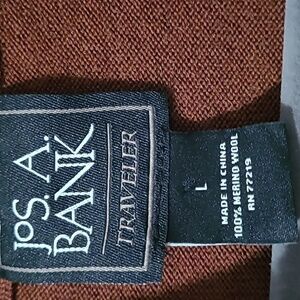 JoS. A.
BANK
TRAVELER
L
MADE IN CHINA
100% MERINO WOOL
RN 77219